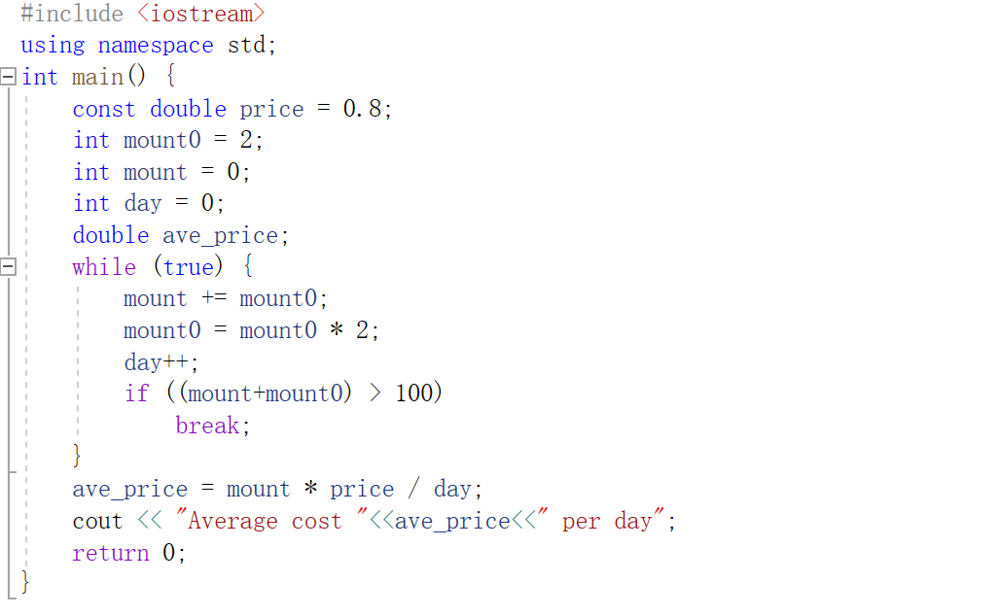 #include <iostream>
using namespace std;
int main() {
    const double price = 0.8;
    int mount0 = 2;
    int mount = 0;
    int day = 0;
    double ave_price;
    while (true) {
        mount += mount0;
        mount0 = mount0 * 2;
        day++;
        if ((mount+mount0) > 100)
            break;
    }
    ave_price = mount * price / day;
    cout << "Average cost "<<ave_price<<" per day";
    return 0;
}